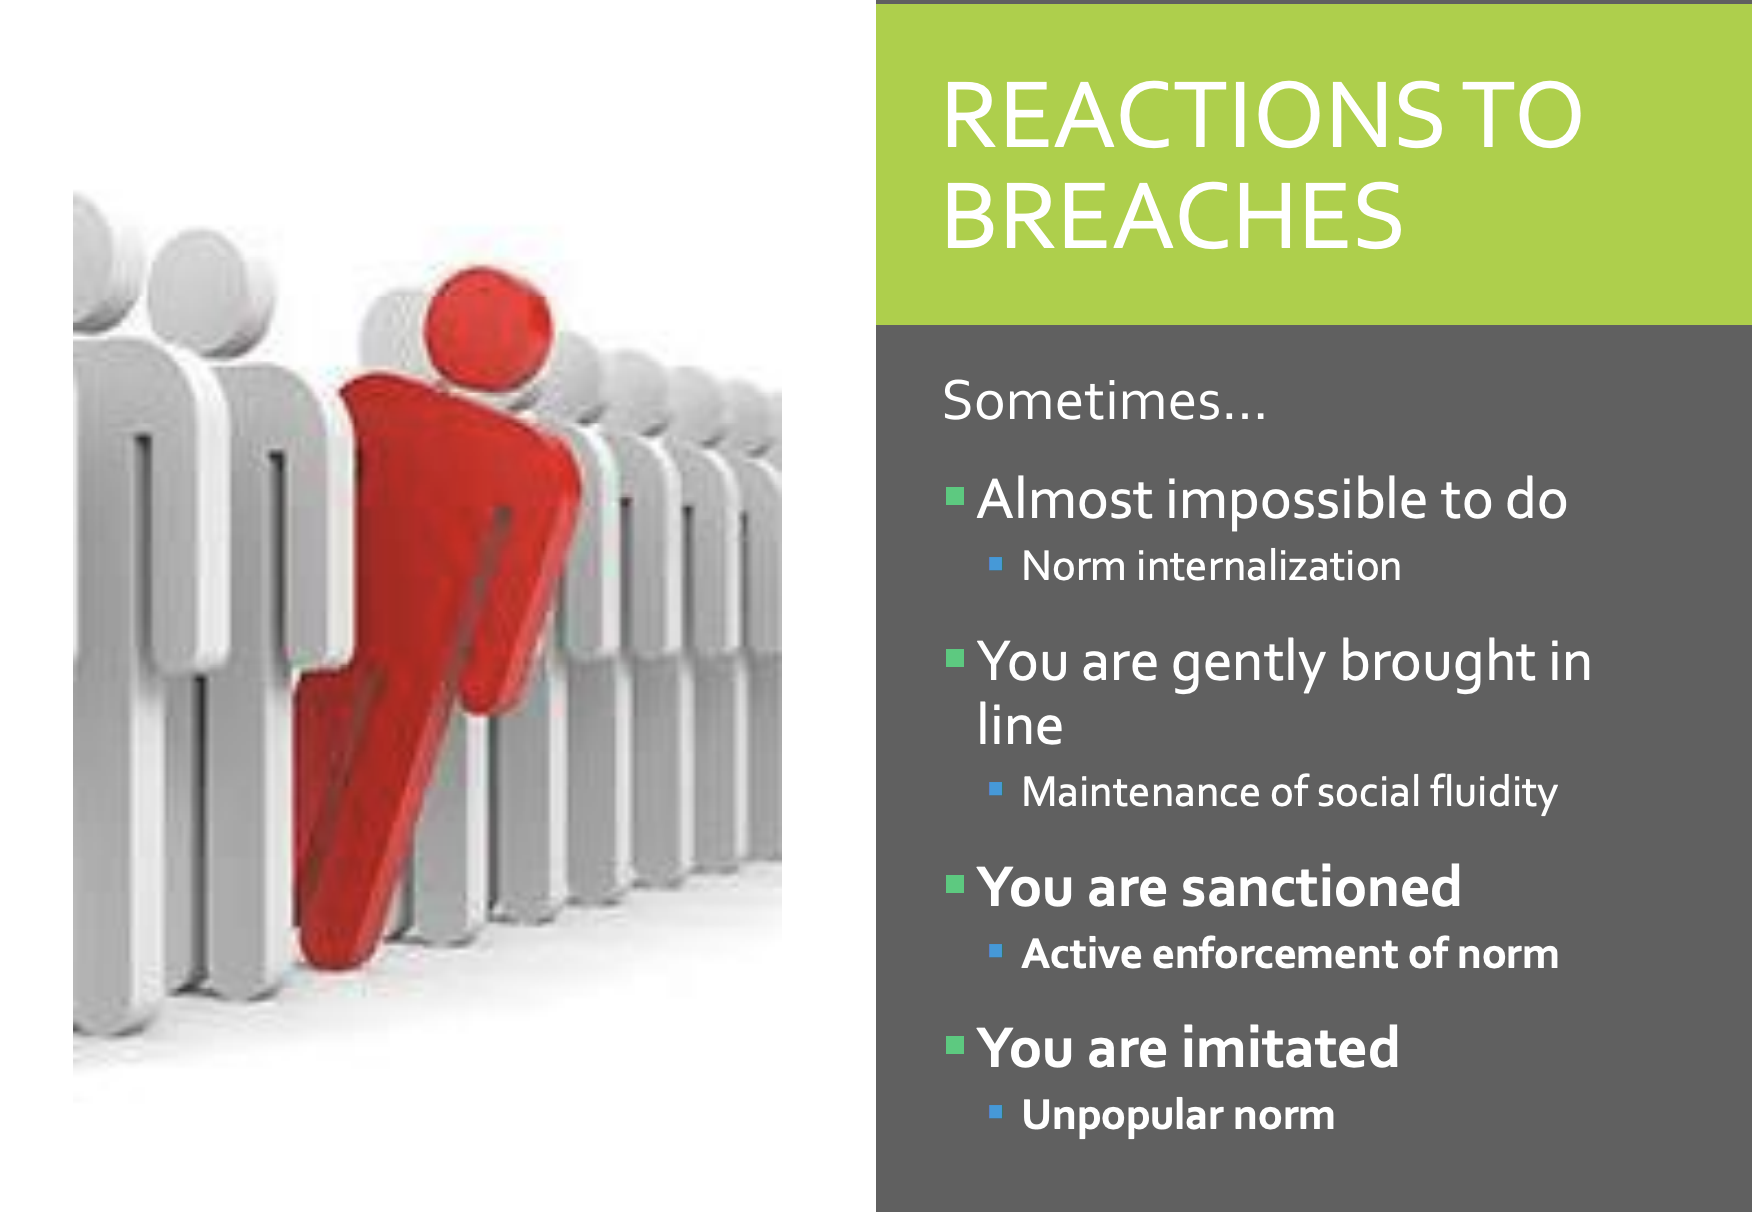 REACTIONS TO
BREACHES
Sometimes...
Almost impossible to do
Norm internalization
You are gently brought in
line
Maintenance of social fluidity
You are sanctioned
Active enforcement of norm
You are imitated
Unpopular norm